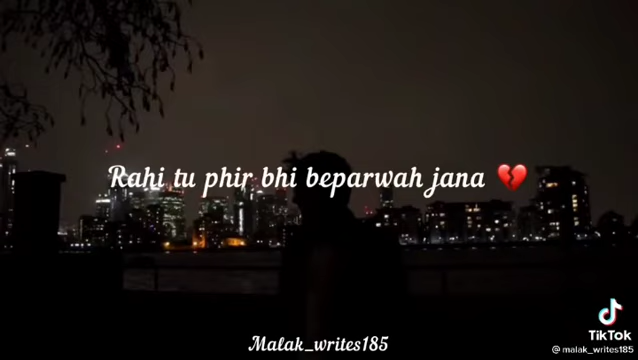 Rahi tu phir bhi beparwah jana 💔
Malak_writes185
TikTok
@malak_writes185